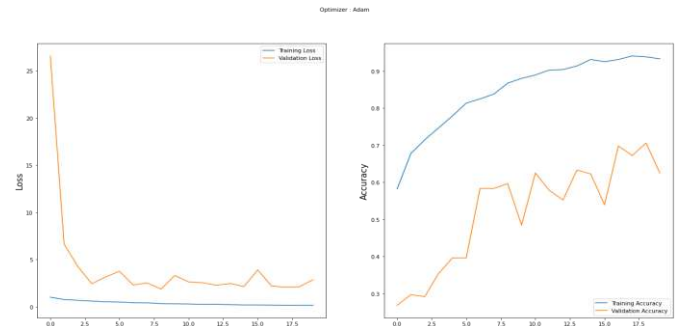 Optimizer : Adam
Training Loss
Validation Loss
Loss
25
20
15
10
5
0
0.0 2.5 5.0 7.5 10.0 12.5 15.0 17.5
Accuracy
0.9
0.8
0.7
0.6
0.5
0.4
0.3
Training Accuracy
Validation Accuracy
0.0 2.5 5.0 7.5 10.0 12.5 15.0 17.5